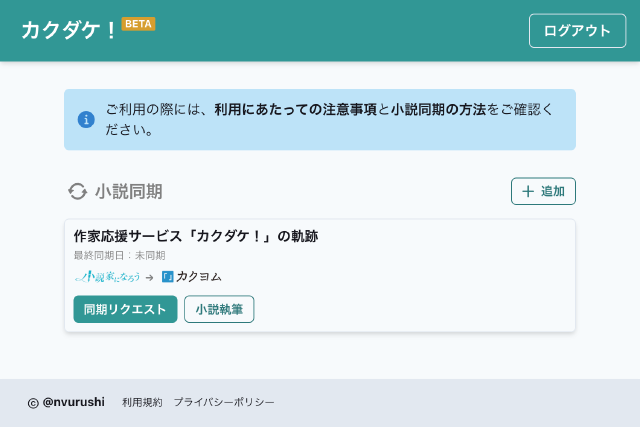 カクダケ！ BETA
ログアウト
ご利用の際には、利用にあたっての注意事項と小説同期の方法をご確認く
ださい。
小説同期
＋ 追加
作家応援サービス「カクダケ！」の軌跡
最終同期日：未同期
小説家になろう → 「」カクヨム
同期リクエスト 小説執筆
© @nvurushi 利用規約 プライバシーポリシー